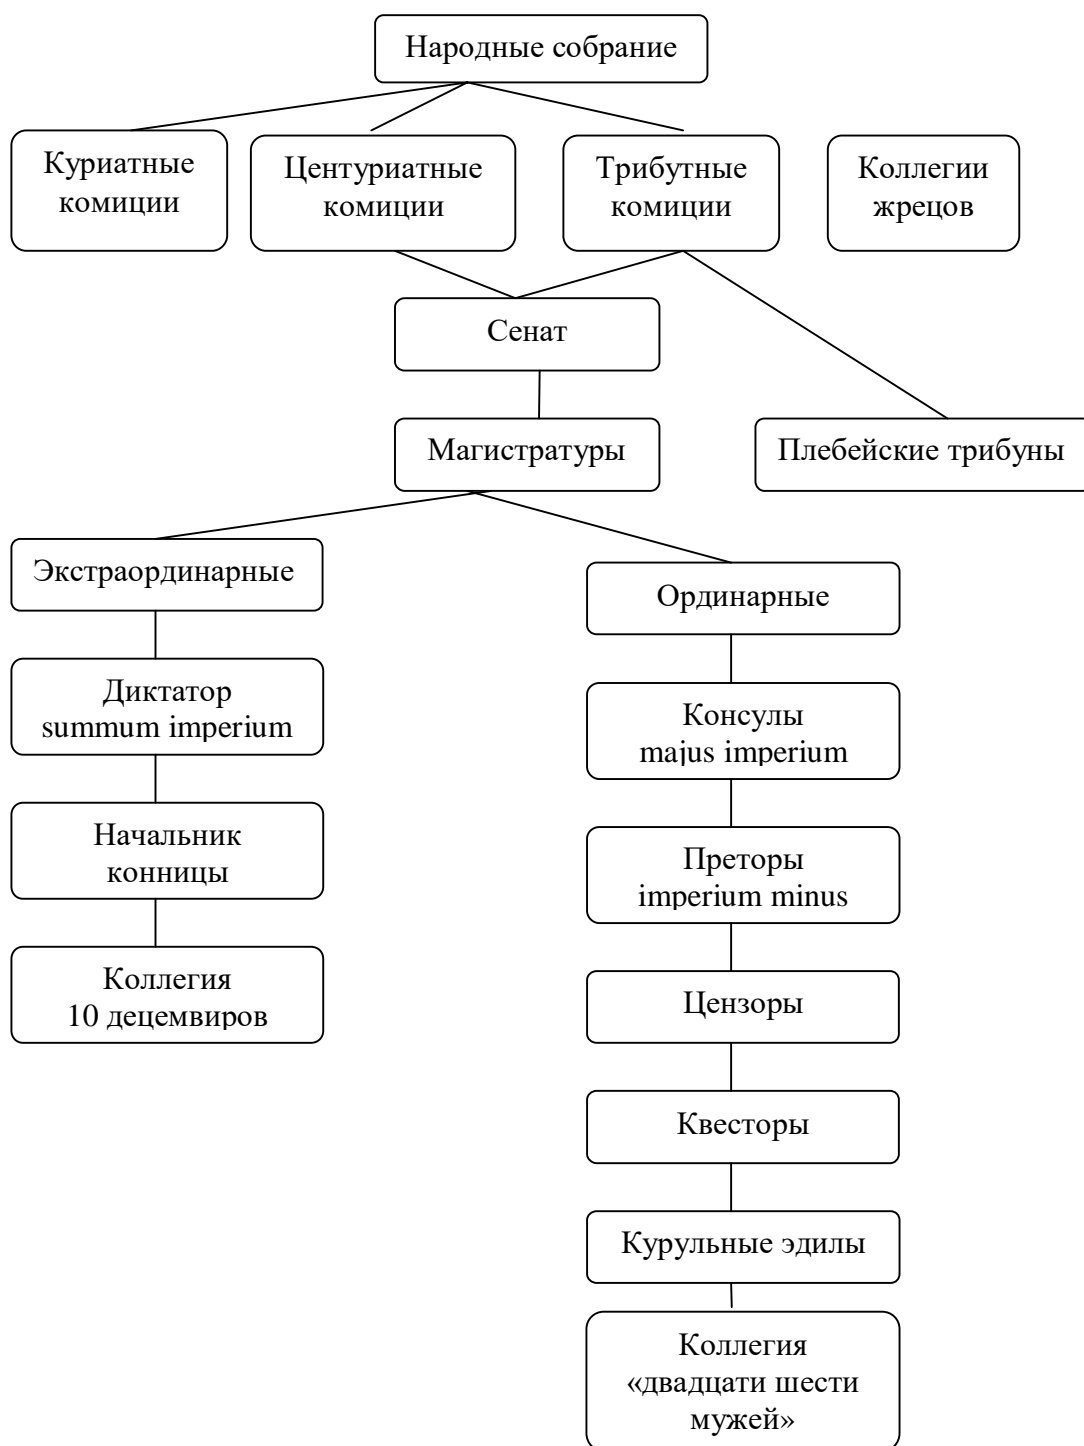 Народные собрание
Куриатные
комиции
Центуриатные
комиции
Трибутные
комиции
Коллегии
жрецов
Сенат
Магистратуры
Плебейские трибуны
Экстраординарные
Ординарные
Диктатор
summum imperium
Консулы
majus imperium
Начальник
конницы
Преторы
imperium minus
Коллегия
10 децемвиров
Цензоры
Квесторы
Курульные эдилы
Коллегия
«двадцати шести
мужей»